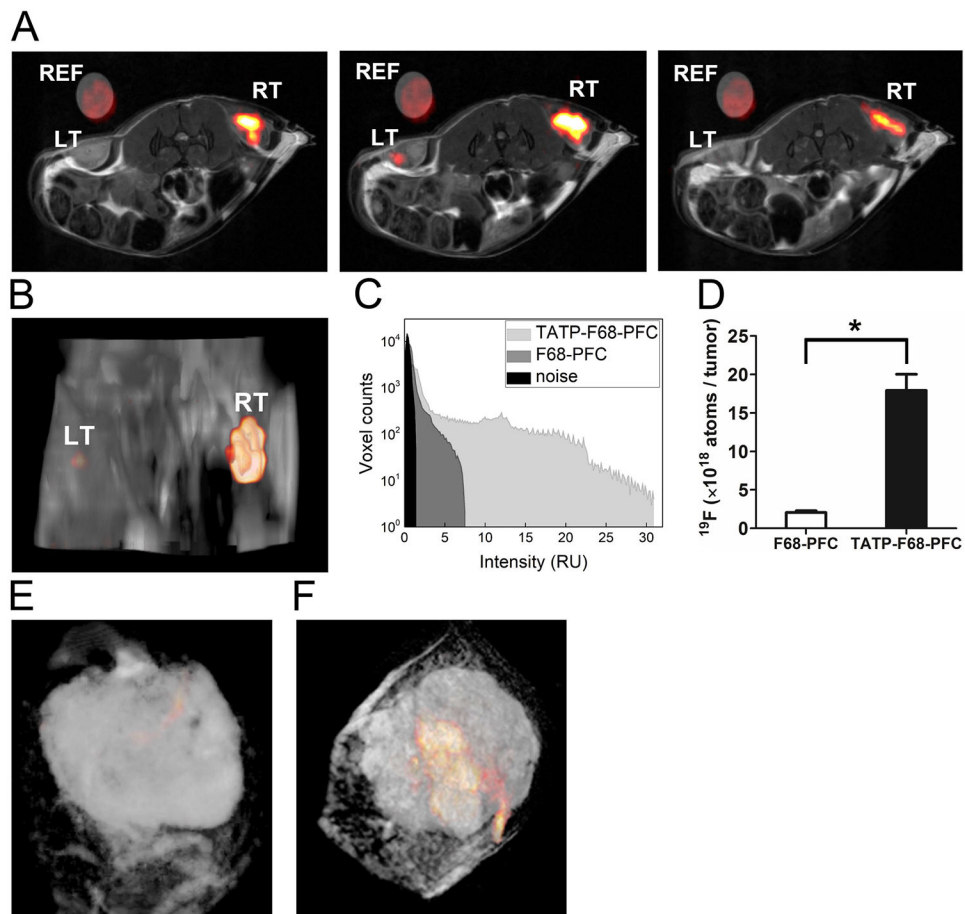 A
REF
RT
LT
REF
RT
LT
REF
RT
LT
B
LT
RT
C
Voxel counts
10⁴
10³
10²
10¹
10⁰
TATP-F68-PFC
F68-PFC
noise
0 5 10 15 20 25 30
Intensity (RU)
D
¹⁹F (×10¹⁸ atoms / tumor)
25
20
15
10
5
0
*
F68-PFC TATP-F68-PFC
E
F